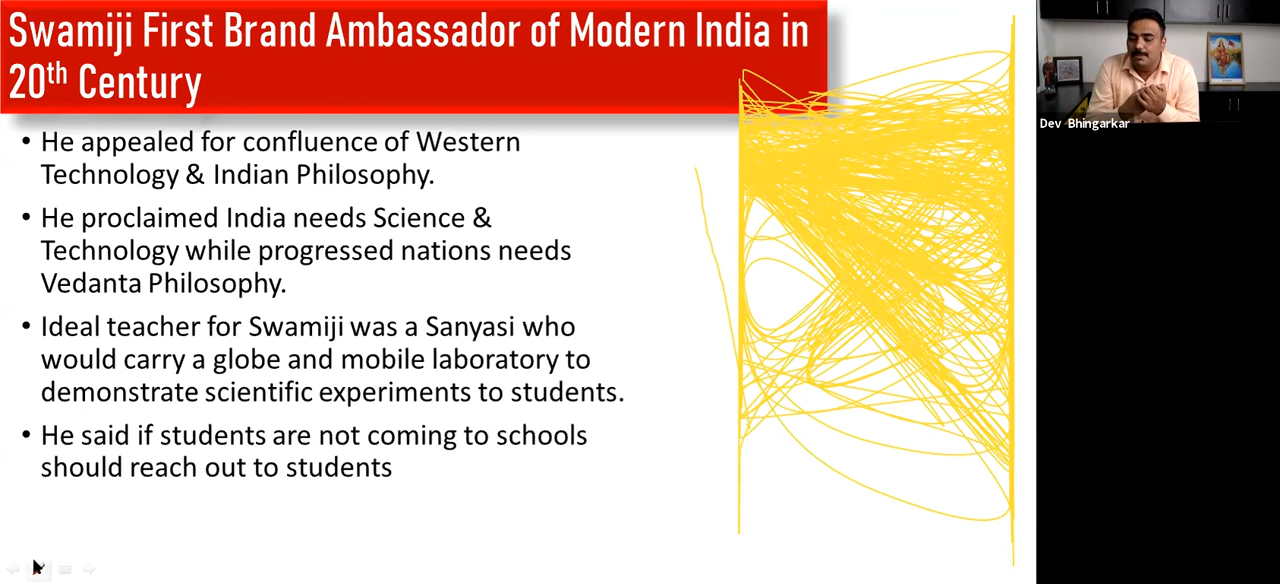 Swamiji First Brand Ambassador of Modern India in
20th Century
• He appealed for confluence of Western
Technology & Indian Philosophy.
• He proclaimed India needs Science &
Technology while progressed nations needs
Vedanta Philosophy.
• Ideal teacher for Swamiji was a Sanyasi who
would carry a globe and mobile laboratory to
demonstrate scientific experiments to students.
• He said if students are not coming to schools
should reach out to students
Dev Bhingarkar